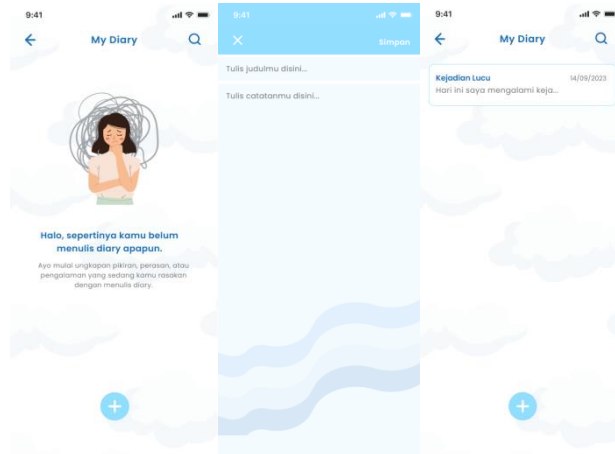 9:41
My Diary
Halo, sepertinya kamu belum
menulis diary apapun.
Ayo mulai ungkapan pikiran, perasan, atau
pengalaman yang sedang kamu rasakan
dengan menulis diary.
9:41
Simpan
Tulis judulmu disini...
Tulis catatanmu disini...
9:41
My Diary
Kejadian Lucu 14/09/2023
Hari ini saya mengalami keja...